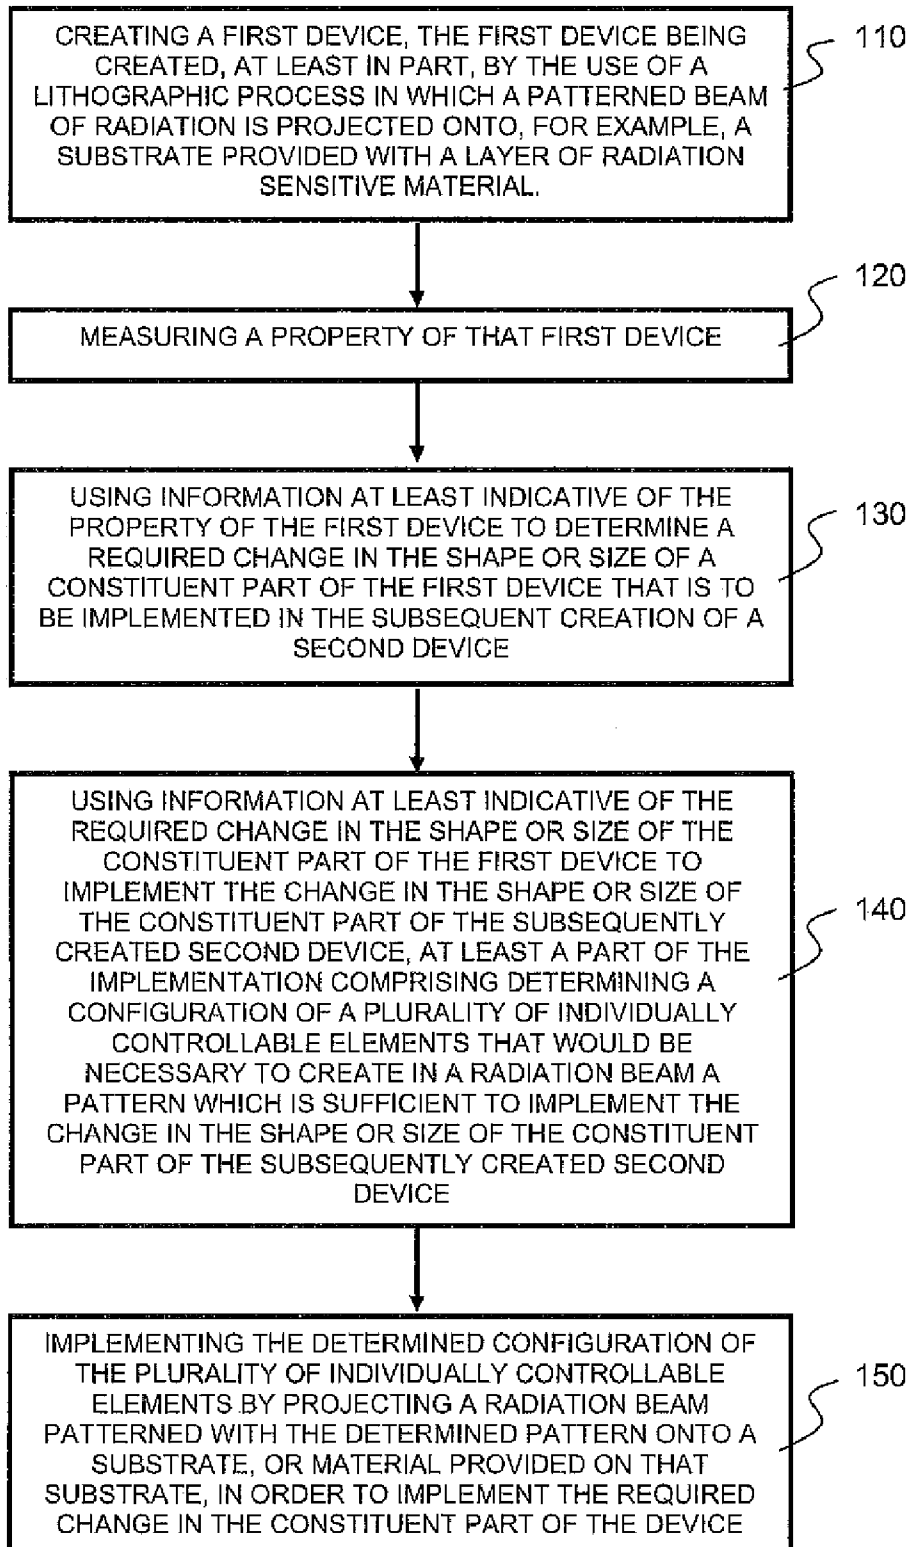 CREATING A FIRST DEVICE, THE FIRST DEVICE BEING
CREATED, AT LEAST IN PART, BY THE USE OF A
LITHOGRAPHIC PROCESS IN WHICH A PATTERNED BEAM
OF RADIATION IS PROJECTED ONTO, FOR EXAMPLE, A
SUBSTRATE PROVIDED WITH A LAYER OF RADIATION
SENSITIVE MATERIAL.
110
MEASURING A PROPERTY OF THAT FIRST DEVICE
120
USING INFORMATION AT LEAST INDICATIVE OF THE
PROPERTY OF THE FIRST DEVICE TO DETERMINE A
REQUIRED CHANGE IN THE SHAPE OR SIZE OF A
CONSTITUENT PART OF THE FIRST DEVICE THAT IS TO
BE IMPLEMENTED IN THE SUBSEQUENT CREATION OF A
SECOND DEVICE
130
USING INFORMATION AT LEAST INDICATIVE OF THE
REQUIRED CHANGE IN THE SHAPE OR SIZE OF THE
CONSTITUENT PART OF THE FIRST DEVICE TO
IMPLEMENT THE CHANGE IN THE SHAPE OR SIZE OF
THE CONSTITUENT PART OF THE SUBSEQUENTLY
CREATED SECOND DEVICE, AT LEAST A PART OF THE
IMPLEMENTATION COMPRISING DETERMINING A
CONFIGURATION OF A PLURALITY OF INDIVIDUALLY
CONTROLLABLE ELEMENTS THAT WOULD BE
NECESSARY TO CREATE IN A RADIATION BEAM A
PATTERN WHICH IS SUFFICIENT TO IMPLEMENT THE
CHANGE IN THE SHAPE OR SIZE OF THE CONSTITUENT
PART OF THE SUBSEQUENTLY CREATED SECOND
DEVICE
140
IMPLEMENTING THE DETERMINED CONFIGURATION OF
THE PLURALITY OF INDIVIDUALLY CONTROLLABLE
ELEMENTS BY PROJECTING A RADIATION BEAM
PATTERNED WITH THE DETERMINED PATTERN ONTO A
SUBSTRATE, OR MATERIAL PROVIDED ON THAT
SUBSTRATE, IN ORDER TO IMPLEMENT THE REQUIRED
CHANGE IN THE CONSTITUENT PART OF THE DEVICE
150